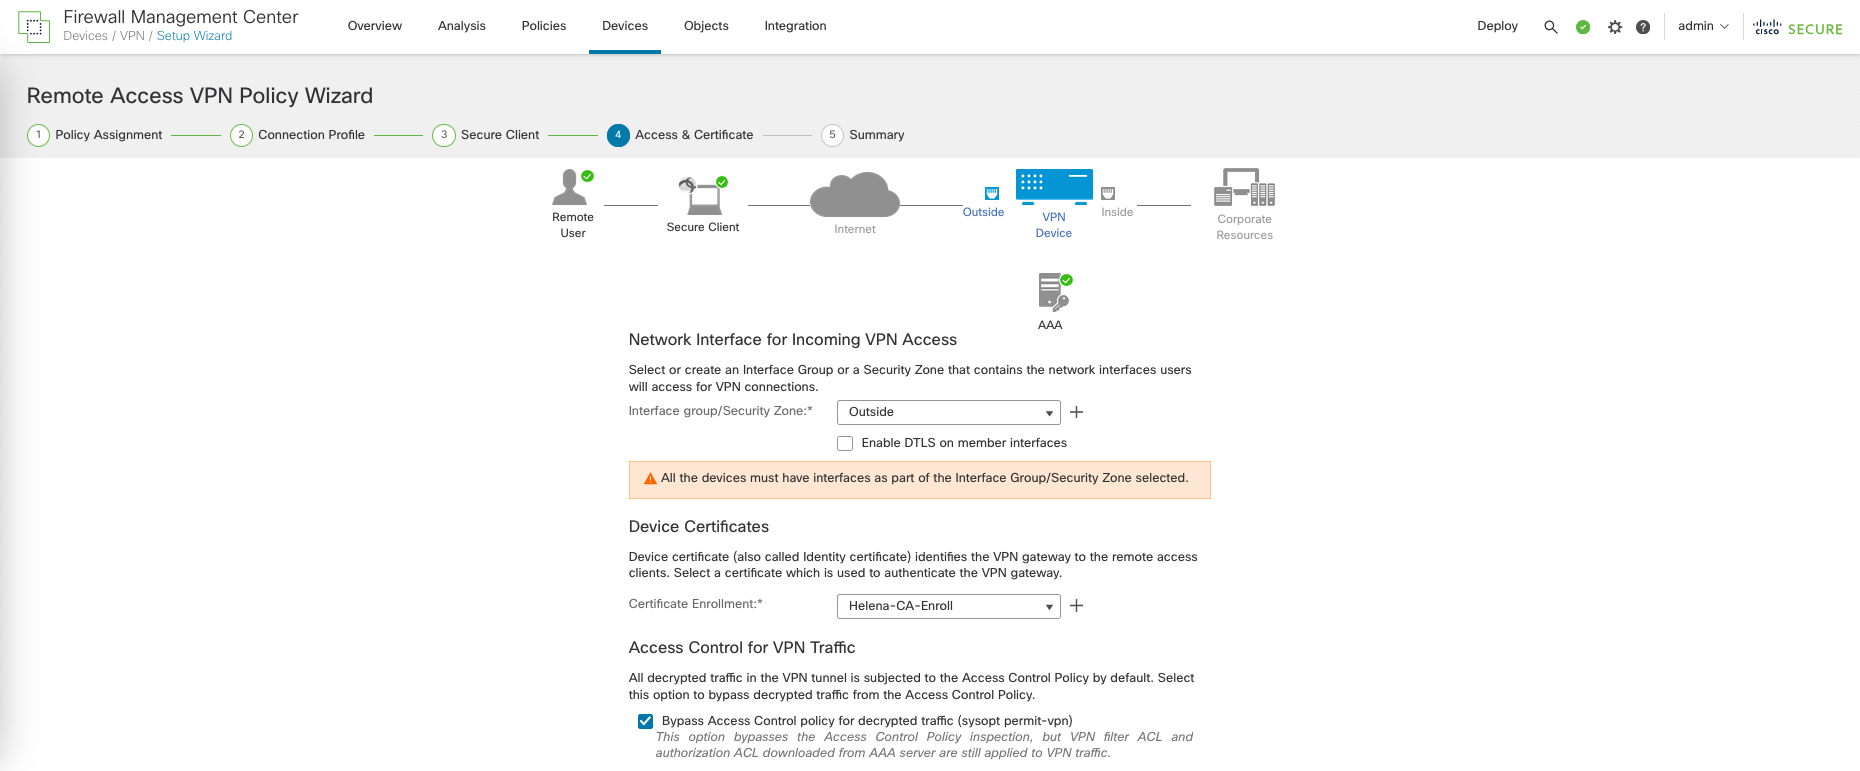 Firewall Management Center
Devices / VPN / Setup Wizard
Overview
Analysis
Policies
Devices
Objects
Integration
Deploy
admin
cisco SECURE
Remote Access VPN Policy Wizard
1 Policy Assignment
2 Connection Profile
3 Secure Client
4 Access & Certificate
5 Summary
Remote
User
Secure Client
Internet
Outside
VPN
Device
Inside
Corporate
Resources
AAA
Network Interface for Incoming VPN Access
Select or create an Interface Group or a Security Zone that contains the network interfaces users
will access for VPN connections.
Interface group/Security Zone:*
Outside
Enable DTLS on member interfaces
All the devices must have interfaces as part of the Interface Group/Security Zone selected.
Device Certificates
Device certificate (also called Identity certificate) identifies the VPN gateway to the remote access
clients. Select a certificate which is used to authenticate the VPN gateway.
Certificate Enrollment:*
Helena-CA-Enroll
Access Control for VPN Traffic
All decrypted traffic in the VPN tunnel is subjected to the Access Control Policy by default. Select
this option to bypass decrypted traffic from the Access Control Policy.
Bypass Access Control policy for decrypted traffic (sysopt permit-vpn)
This option bypasses the Access Control Policy inspection, but VPN filter ACL and
authorization ACL downloaded from AAA server are still applied to VPN traffic.